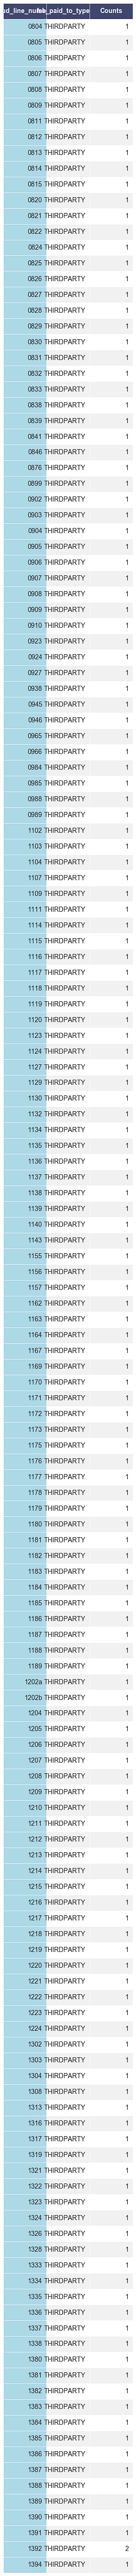 ud_line_numb fee_paid_to_type Counts
0804 THIRDPARTY 1
0805 THIRDPARTY 1
0806 THIRDPARTY 1
0807 THIRDPARTY 1
0808 THIRDPARTY 1
0809 THIRDPARTY 1
0811 THIRDPARTY 1
0812 THIRDPARTY 1
0813 THIRDPARTY 1
0814 THIRDPARTY 1
0815 THIRDPARTY 1
0820 THIRDPARTY 1
0821 THIRDPARTY 1
0822 THIRDPARTY 1
0824 THIRDPARTY 1
0825 THIRDPARTY 1
0826 THIRDPARTY 1
0827 THIRDPARTY 1
0828 THIRDPARTY 1
0829 THIRDPARTY 1
0830 THIRDPARTY 1
0831 THIRDPARTY 1
0832 THIRDPARTY 1
0833 THIRDPARTY 1
0838 THIRDPARTY 1
0839 THIRDPARTY 1
0841 THIRDPARTY 1
0846 THIRDPARTY 1
0876 THIRDPARTY 1
0899 THIRDPARTY 1
0902 THIRDPARTY 1
0903 THIRDPARTY 1
0904 THIRDPARTY 1
0905 THIRDPARTY 1
0906 THIRDPARTY 1
0907 THIRDPARTY 1
0908 THIRDPARTY 1
0909 THIRDPARTY 1
0910 THIRDPARTY 1
0923 THIRDPARTY 1
0924 THIRDPARTY 1
0927 THIRDPARTY 1
0938 THIRDPARTY 1
0945 THIRDPARTY 1
0946 THIRDPARTY 1
0965 THIRDPARTY 1
0966 THIRDPARTY 1
0984 THIRDPARTY 1
0985 THIRDPARTY 1
0988 THIRDPARTY 1
0989 THIRDPARTY 1
1102 THIRDPARTY 1
1103 THIRDPARTY 1
1104 THIRDPARTY 1
1107 THIRDPARTY 1
1109 THIRDPARTY 1
1111 THIRDPARTY 1
1114 THIRDPARTY 1
1115 THIRDPARTY 1
1116 THIRDPARTY 1
1117 THIRDPARTY 1
1118 THIRDPARTY 1
1119 THIRDPARTY 1
1120 THIRDPARTY 1
1123 THIRDPARTY 1
1124 THIRDPARTY 1
1127 THIRDPARTY 1
1129 THIRDPARTY 1
1130 THIRDPARTY 1
1132 THIRDPARTY 1
1134 THIRDPARTY 1
1135 THIRDPARTY 1
1136 THIRDPARTY 1
1137 THIRDPARTY 1
1138 THIRDPARTY 1
1139 THIRDPARTY 1
1140 THIRDPARTY 1
1143 THIRDPARTY 1
1155 THIRDPARTY 1
1156 THIRDPARTY 1
1157 THIRDPARTY 1
1162 THIRDPARTY 1
1163 THIRDPARTY 1
1164 THIRDPARTY 1
1167 THIRDPARTY 1
1169 THIRDPARTY 1
1170 THIRDPARTY 1
1171 THIRDPARTY 1
1172 THIRDPARTY 1
1173 THIRDPARTY 1
1175 THIRDPARTY 1
1176 THIRDPARTY 1
1177 THIRDPARTY 1
1178 THIRDPARTY 1
1179 THIRDPARTY 1
1180 THIRDPARTY 1
1181 THIRDPARTY 1
1182 THIRDPARTY 1
1183 THIRDPARTY 1
1184 THIRDPARTY 1
1185 THIRDPARTY 1
1186 THIRDPARTY 1
1187 THIRDPARTY 1
1188 THIRDPARTY 1
1189 THIRDPARTY 1
1202a THIRDPARTY 1
1202b THIRDPARTY 1
1204 THIRDPARTY 1
1205 THIRDPARTY 1
1206 THIRDPARTY 1
1207 THIRDPARTY 1
1208 THIRDPARTY 1
1209 THIRDPARTY 1
1210 THIRDPARTY 1
1211 THIRDPARTY 1
1212 THIRDPARTY 1
1213 THIRDPARTY 1
1214 THIRDPARTY 1
1215 THIRDPARTY 1
1216 THIRDPARTY 1
1217 THIRDPARTY 1
1218 THIRDPARTY 1
1219 THIRDPARTY 1
1220 THIRDPARTY 1
1221 THIRDPARTY 1
1222 THIRDPARTY 1
1223 THIRDPARTY 1
1224 THIRDPARTY 1
1302 THIRDPARTY 1
1303 THIRDPARTY 1
1304 THIRDPARTY 1
1308 THIRDPARTY 1
1313 THIRDPARTY 1
1316 THIRDPARTY 1
1317 THIRDPARTY 1
1319 THIRDPARTY 1
1321 THIRDPARTY 1
1322 THIRDPARTY 1
1323 THIRDPARTY 1
1324 THIRDPARTY 1
1326 THIRDPARTY 1
1328 THIRDPARTY 1
1333 THIRDPARTY 1
1334 THIRDPARTY 1
1335 THIRDPARTY 1
1336 THIRDPARTY 1
1337 THIRDPARTY 1
1338 THIRDPARTY 1
1380 THIRDPARTY 1
1381 THIRDPARTY 1
1382 THIRDPARTY 1
1383 THIRDPARTY 1
1384 THIRDPARTY 1
1385 THIRDPARTY 1
1386 THIRDPARTY 1
1387 THIRDPARTY 1
1388 THIRDPARTY 1
1389 THIRDPARTY 1
1390 THIRDPARTY 1
1391 THIRDPARTY 1
1392 THIRDPARTY 2
1394 THIRDPARTY 1